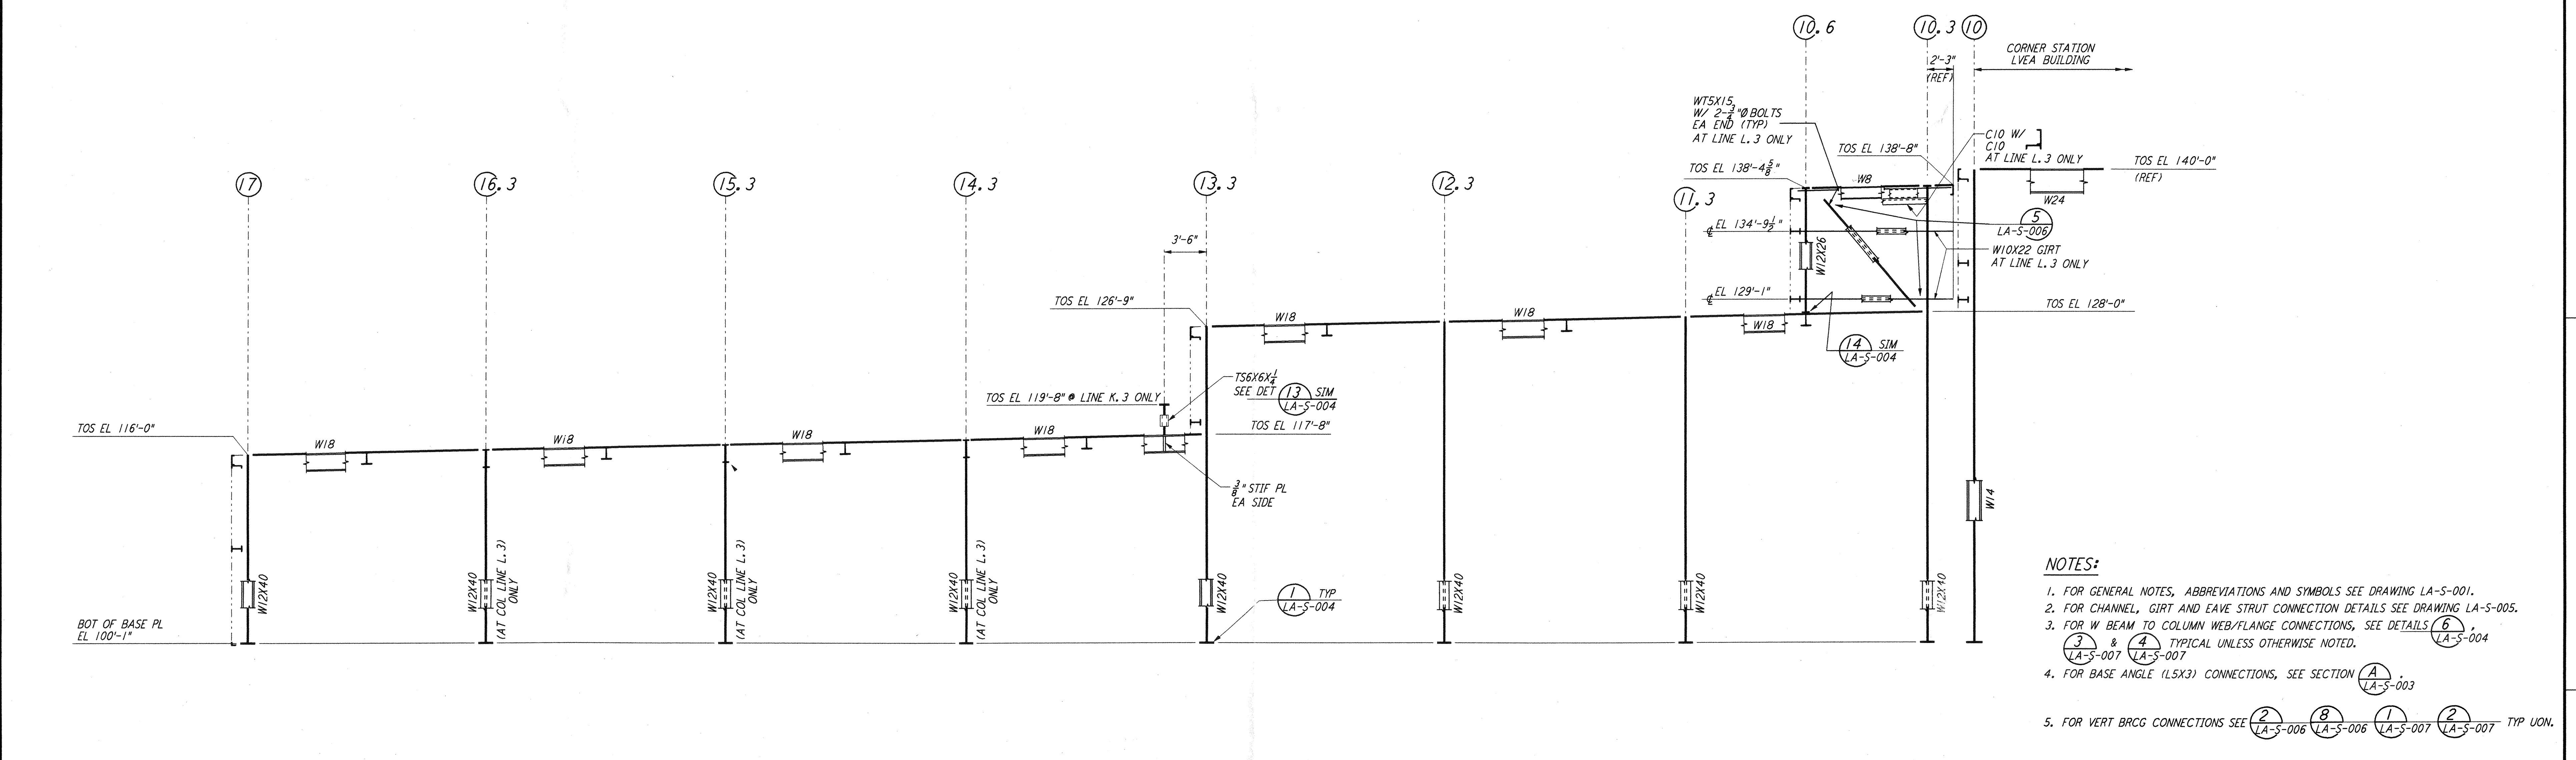 10.6
10.3
10
CORNER STATION
LVEA BUILDING
2'-3"
(REF)
WT5X15
W/ 2-3/4"Ø BOLTS
EA END (TYP)
AT LINE L.3 ONLY
C10 W/
C10
AT LINE L.3 ONLY
TOS EL 138'-8"
TOS EL 140'-0"
(REF)
TOS EL 138'-4 5/8"
W8
W24
17
16.3
15.3
14.3
13.3
12.3
11.3
5
LA-S-006
℄ EL 134'-9 1/2"
W10X22 GIRT
AT LINE L.3 ONLY
W12X26
3'-6"
℄ EL 129'-1"
TOS EL 126'-9"
TOS EL 128'-0"
W18
W18
W18
14 SIM
LA-S-004
TS6X6X1/4
SEE DET 13 SIM
LA-S-004
TOS EL 119'-8" @ LINE K.3 ONLY
TOS EL 117'-8"
TOS EL 116'-0"
W18
W18
W18
W18
3/8" STIF PL
EA SIDE
W14
W12X40
W12X40
(AT COL LINE L.3)
ONLY
W12X40
(AT COL LINE L.3)
ONLY
W12X40
(AT COL LINE L.3)
ONLY
W12X40
W12X40
W12X40
W12X40
1 TYP
LA-S-004
BOT OF BASE PL
EL 100'-1"
NOTES:
1. FOR GENERAL NOTES, ABBREVIATIONS AND SYMBOLS SEE DRAWING LA-S-001.
2. FOR CHANNEL, GIRT AND EAVE STRUT CONNECTION DETAILS SEE DRAWING LA-S-005.
3. FOR W BEAM TO COLUMN WEB/FLANGE CONNECTIONS, SEE DETAILS 6 LA-S-004 ,
3 LA-S-007 & 4 LA-S-007 TYPICAL UNLESS OTHERWISE NOTED.
4. FOR BASE ANGLE (L5X3) CONNECTIONS, SEE SECTION A LA-S-003 .
5. FOR VERT BRCG CONNECTIONS SEE 2 LA-S-006 8 LA-S-006 1 LA-S-007 2 LA-S-007 TYP UON.